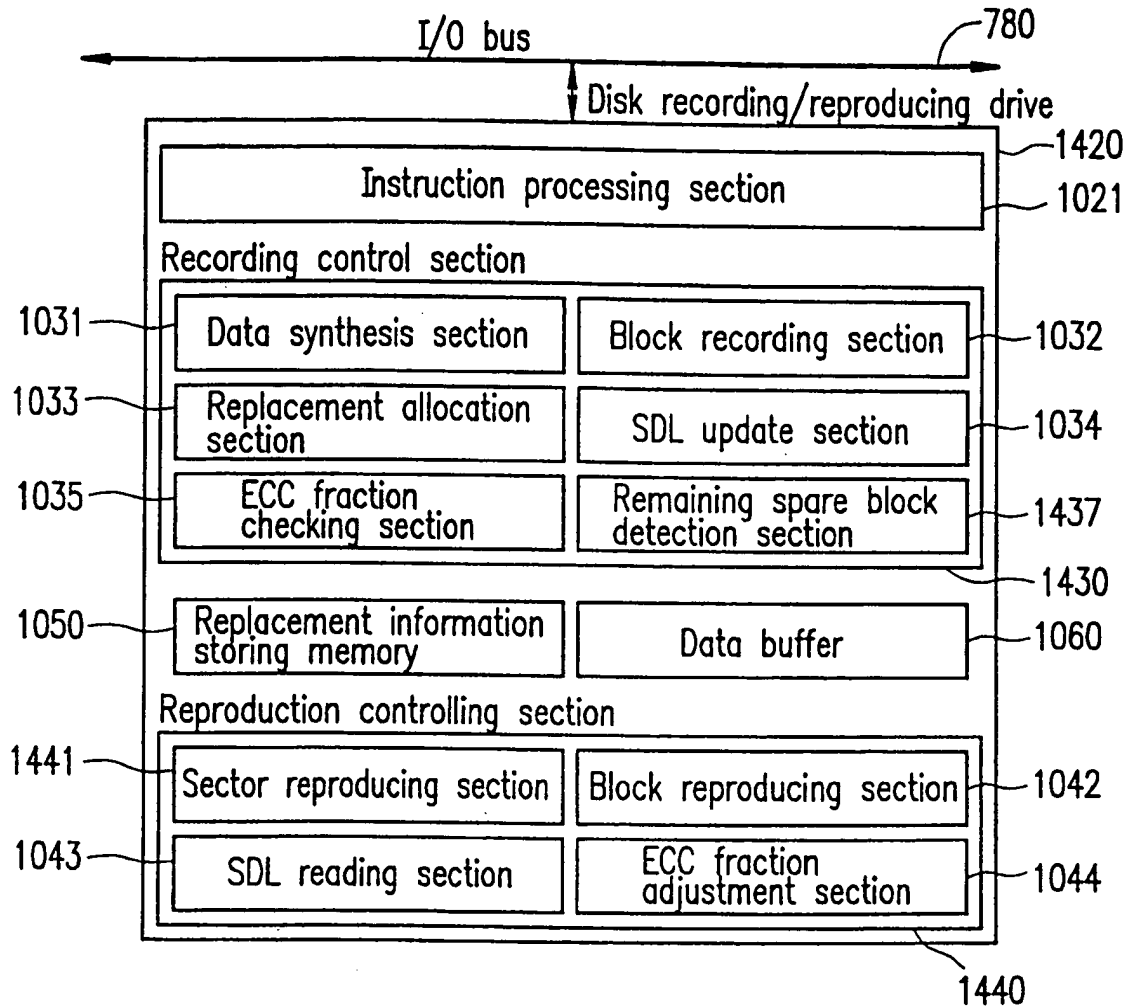 I/O bus
780
Disk recording/reproducing drive
1420
Instruction processing section
1021
Recording control section
1031
Data synthesis section
Block recording section
1032
1033
Replacement allocation
section
SDL update section
1034
1035
ECC fraction
checking section
Remaining spare block
detection section
1437
1430
1050
Replacement information
storing memory
Data buffer
1060
Reproduction controlling section
1441
Sector reproducing section
Block reproducing section
1042
1043
SDL reading section
ECC fraction
adjustment section
1044
1440